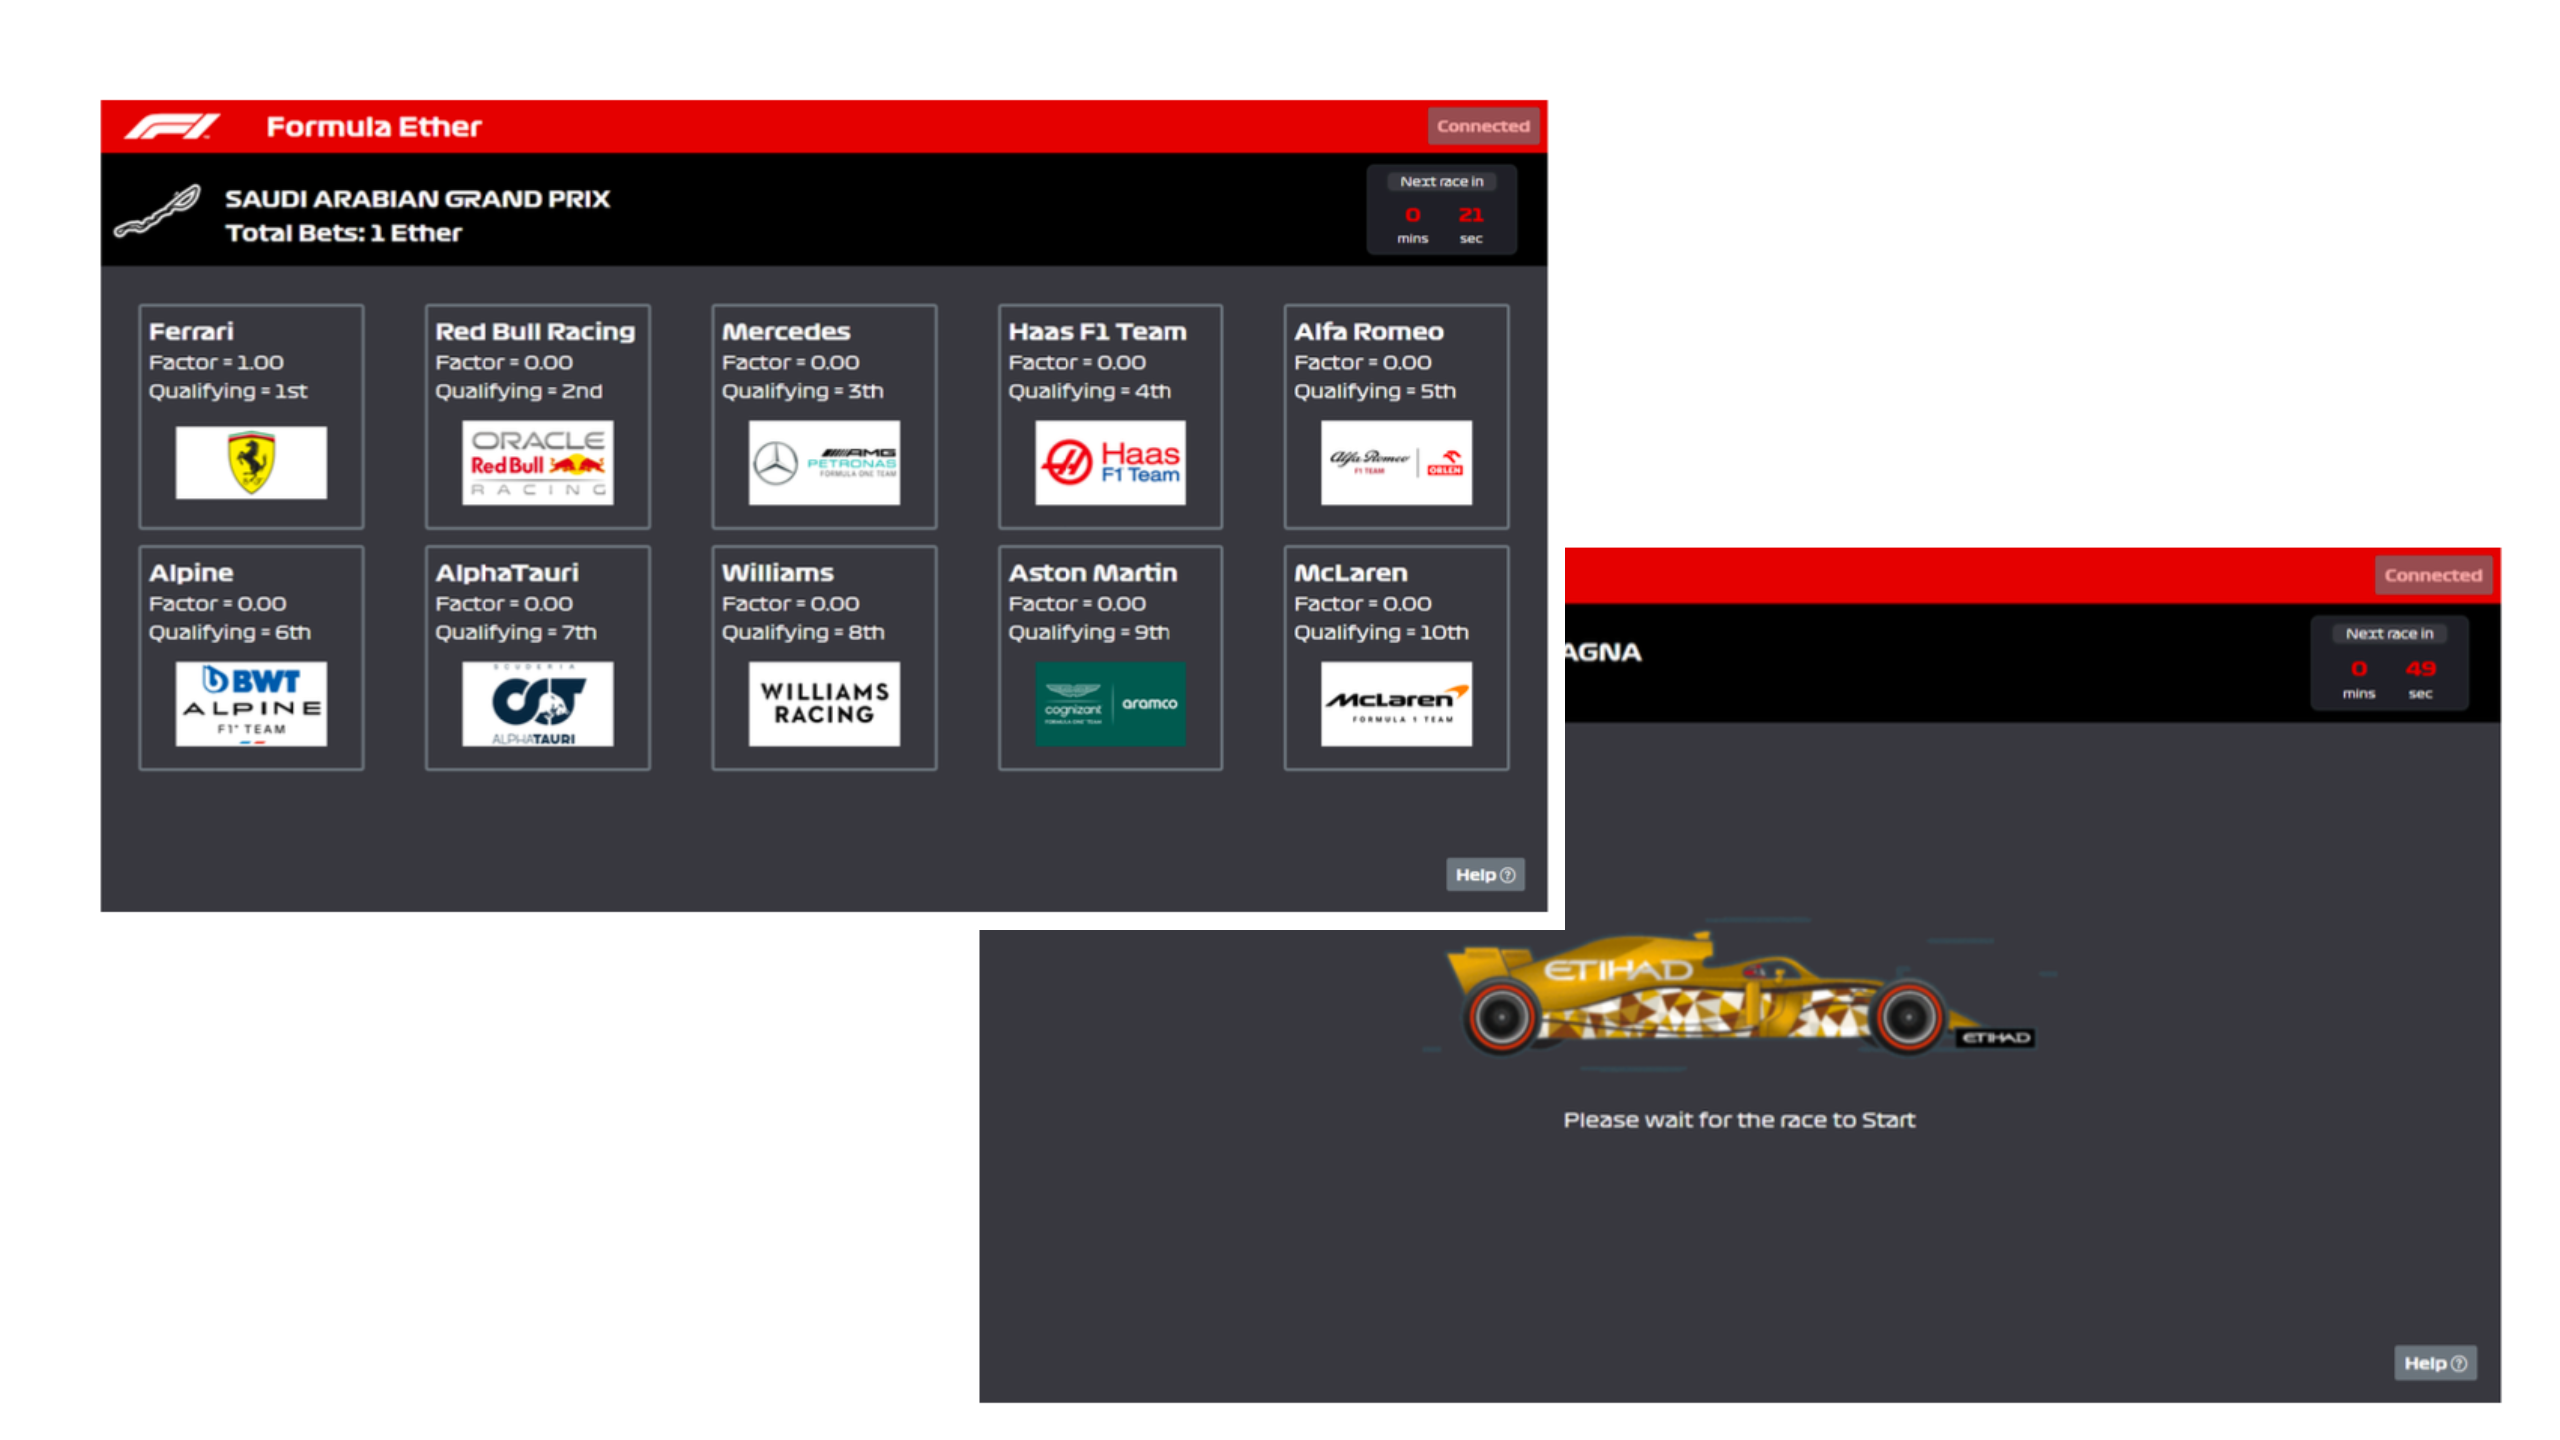 Formula Ether
Connected
SAUDI ARABIAN GRAND PRIX
Total Bets: 1 Ether
Next race in
0 21
mins sec
Ferrari
Factor = 1.00
Qualifying = 1st
Red Bull Racing
Factor = 0.00
Qualifying = 2nd
ORACLE
Red Bull
RACING
Mercedes
Factor = 0.00
Qualifying = 3th
AMG
PETRONAS
FORMULA ONE TEAM
Haas F1 Team
Factor = 0.00
Qualifying = 4th
Haas
F1 Team
Alfa Romeo
Factor = 0.00
Qualifying = 5th
Alfa Romeo
F1 TEAM
ORLEN
Alpine
Factor = 0.00
Qualifying = 6th
BWT
ALPINE
F1 TEAM
AlphaTauri
Factor = 0.00
Qualifying = 7th
SCUDERIA
ALPHATAURI
Williams
Factor = 0.00
Qualifying = 8th
WILLIAMS
RACING
Aston Martin
Factor = 0.00
Qualifying = 9th
cognizant
FORMULA ONE TEAM
aramco
McLaren
Factor = 0.00
Qualifying = 10th
McLaren
FORMULA 1 TEAM
Help
Connected
AGNA
Next race in
0 49
mins sec
ETIHAD
ETIHAD
Please wait for the race to Start
Help